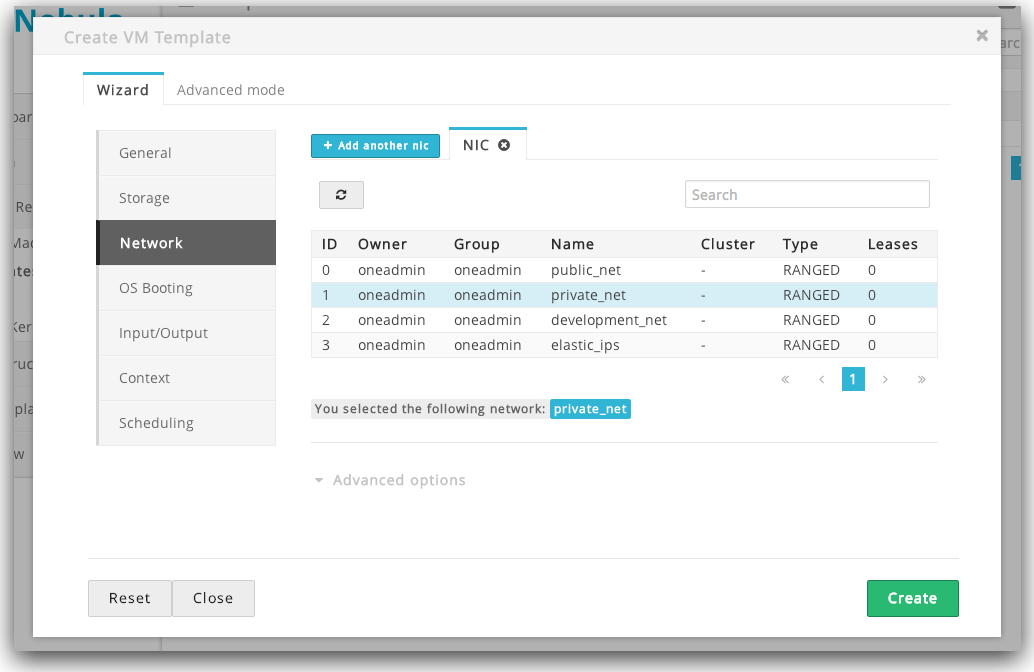 Create VM Template ×
Wizard Advanced mode
General
Storage
Network
OS Booting
Input/Output
Context
Scheduling
+ Add another nic NIC
Search
ID Owner Group Name Cluster Type Leases
0 oneadmin oneadmin public_net - RANGED 0
1 oneadmin oneadmin private_net - RANGED 0
2 oneadmin oneadmin development_net - RANGED 0
3 oneadmin oneadmin elastic_ips - RANGED 0
« ‹ 1 › »
You selected the following network: private_net
Advanced options
Reset Close Create